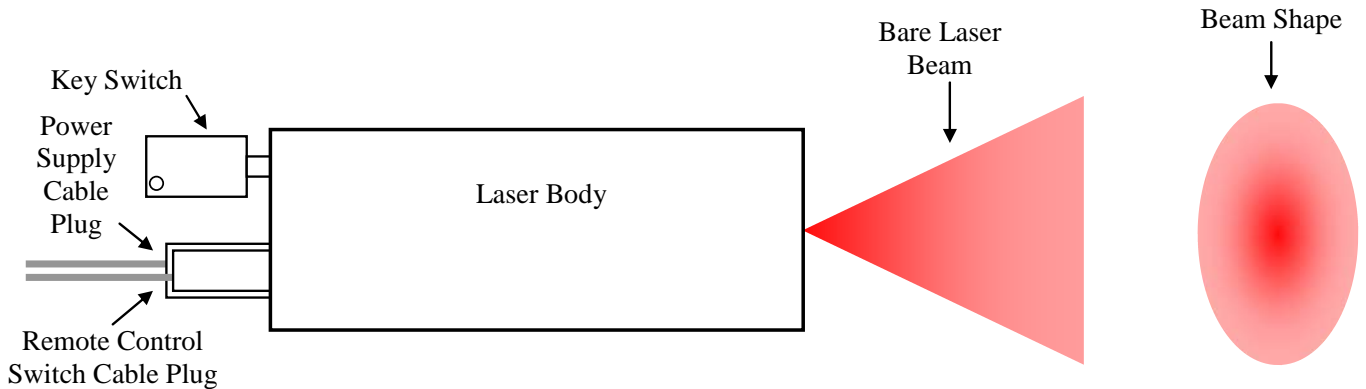 Key Switch
Power
Supply
Cable
Plug
Remote Control
Switch Cable Plug
Laser Body
Bare Laser
Beam
Beam Shape